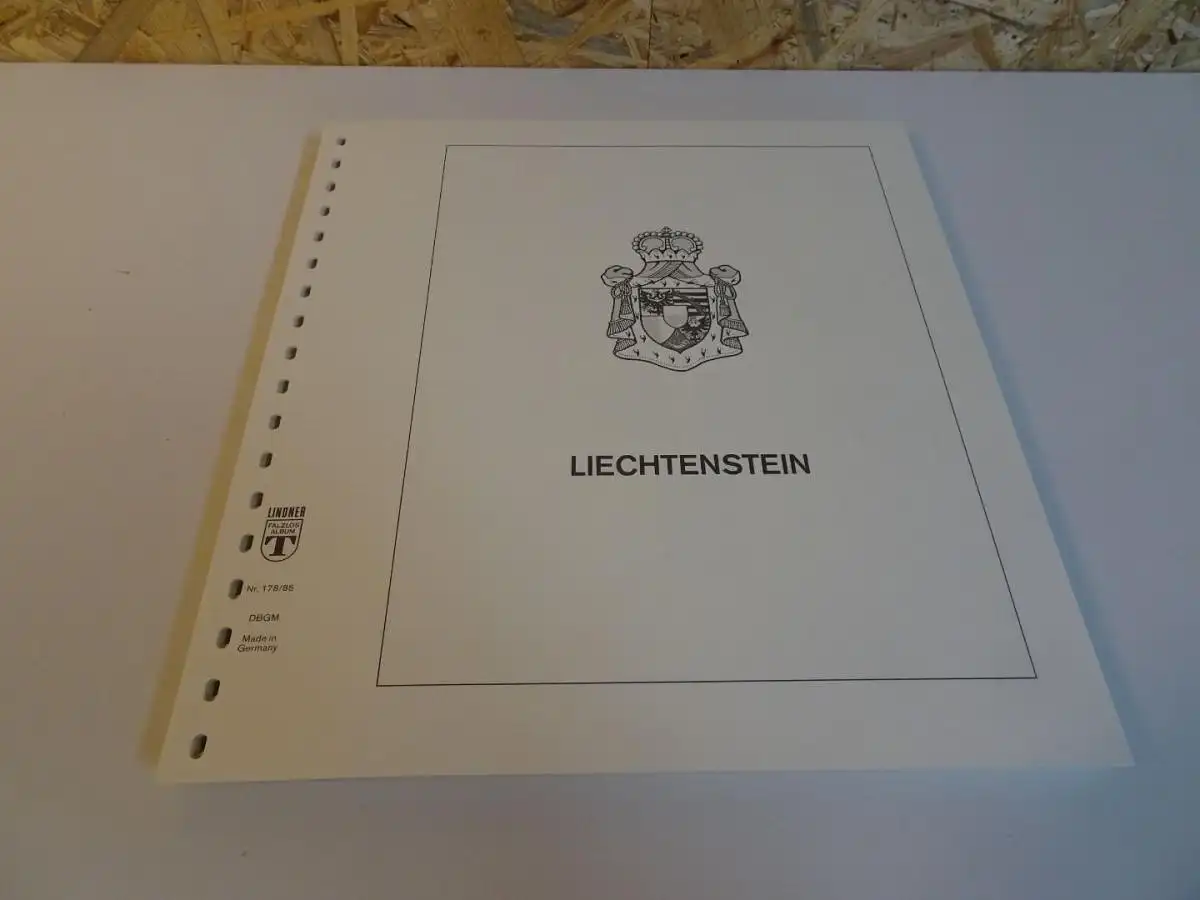 LIECHTENSTEIN
LINDNER
FALZLOS
ALBUM
T
Nr. 178/85
DBGM
Made in
Germany